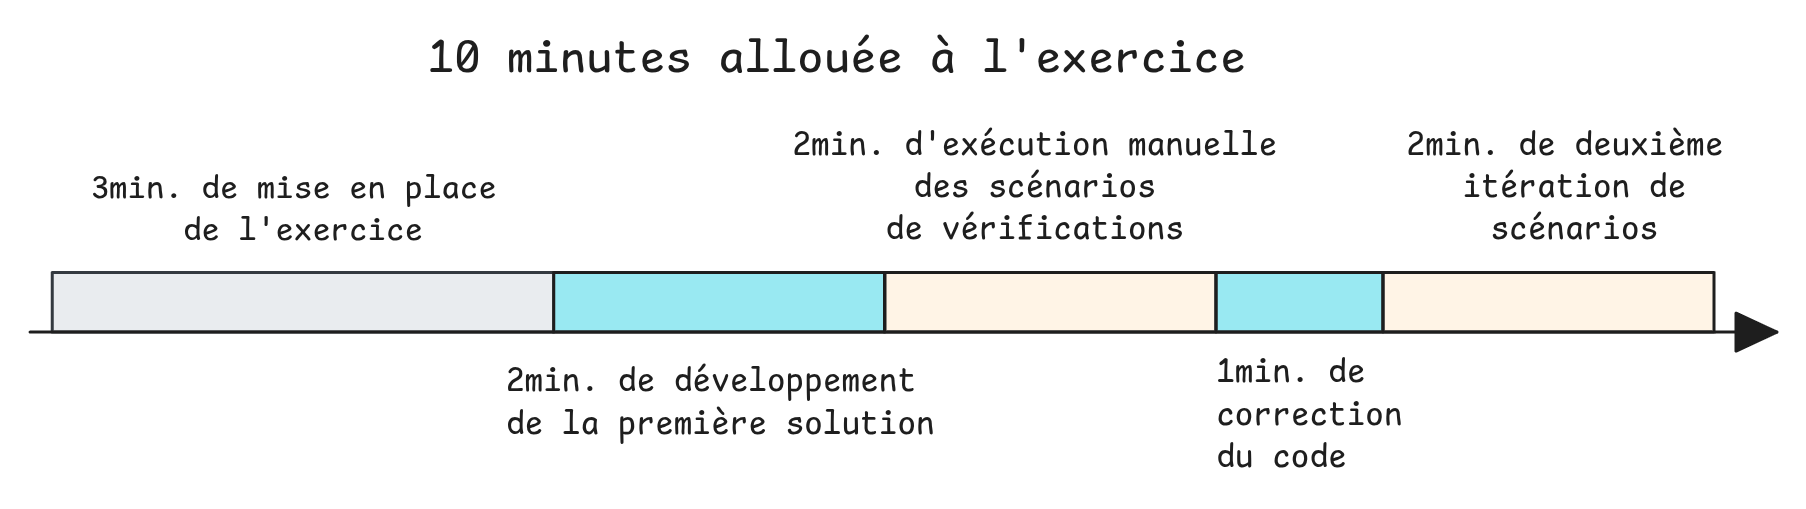 10 minutes allouée à l'exercice
3min. de mise en place
de l'exercice
2min. d'exécution manuelle
des scénarios
de vérifications
2min. de deuxième
itération de
scénarios
2min. de développement
de la première solution
1min. de
correction
du code